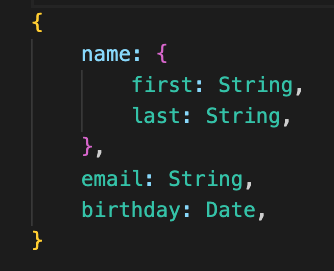 {
    name: {
        first: String,
        last: String,
    },
    email: String,
    birthday: Date,
}